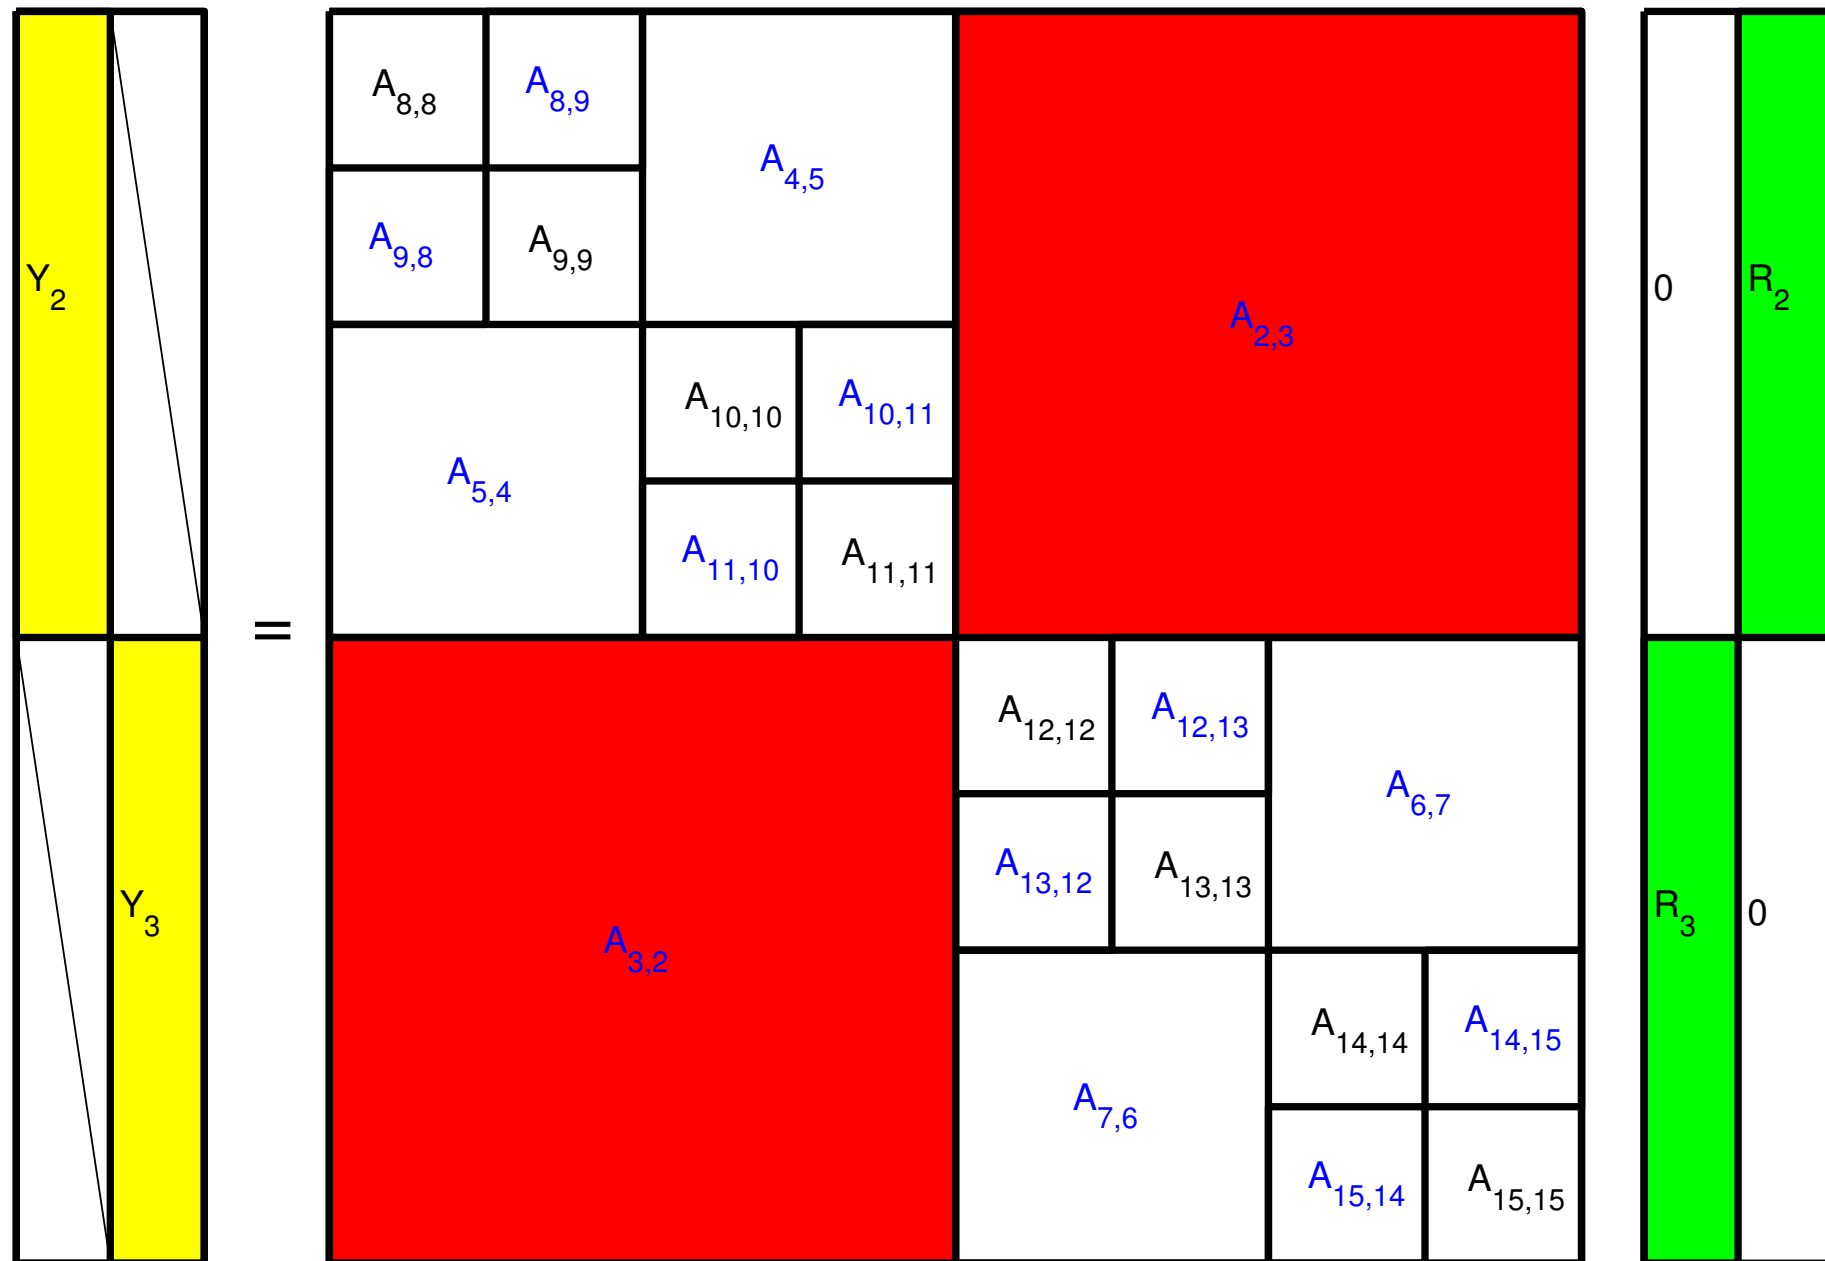 A8,8 A8,9
A4,5
A9,8 A9,9
Y2 A2,3 0 R2
A10,10 A10,11
A5,4
A11,10 A11,11
=
A12,12 A12,13
A6,7
A13,12 A13,13
Y3 A3,2 R3 0
A14,14 A14,15
A7,6
A15,14 A15,15